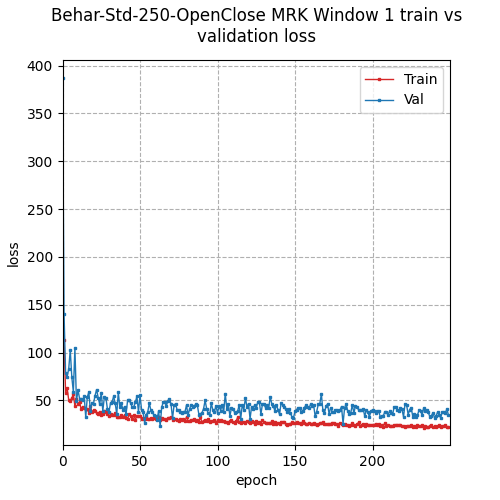 Behar-Std-250-OpenClose MRK Window 1 train vs
validation loss
400
350
300
250
200
150
100
50
loss
Train
Val
0 50 100 150 200
epoch